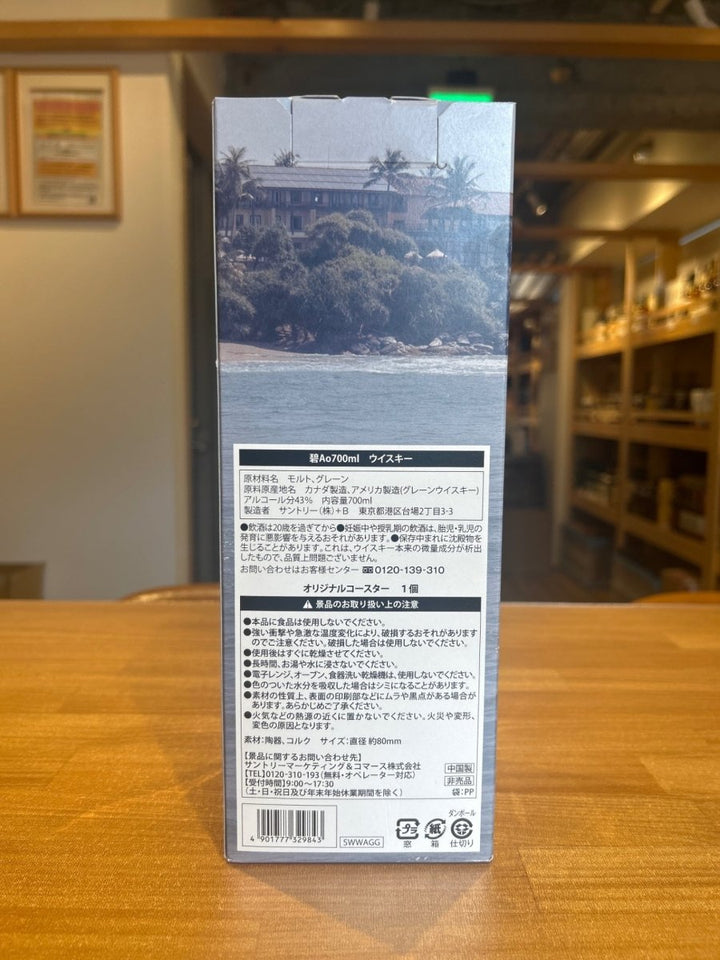 碧Ao700ml ウイスキー
原材料名 モルト、グレーン
原料原産地名 カナダ製造、アメリカ製造(グレーンウイスキー)
アルコール分43% 内容量700ml
製造者 サントリー(株)+B 東京都港区台場2丁目3-3
●飲酒は20歳を過ぎてから●妊娠中や授乳期の飲酒は、胎児・乳児の
発育に悪影響を与えるおそれがあります。●保存中まれに沈殿物を
生じることがあります。これは、ウイスキー本来の微量成分が析出
したもので、品質上問題ございません。
お問い合わせはお客様センター 0120-139-310
オリジナルコースター 1個
景品のお取り扱い上の注意
●本品に食品は使用しないでください。
●強い衝撃や急激な温度変化により、破損するおそれがあります
のでご注意ください。破損した場合は使用しないでください。
●使用後はすぐに乾燥させてください。
●長時間、お湯や水に浸さないでください。
●電子レンジ、オーブン、食器洗い乾燥機は、使用しないでください。
●色のついた水分を吸収した場合はシミになることがあります。
●素材の性質上、表面の印刷部などにムラや黒点がある場合が
あります。あらかじめご了承ください。
●火気などの熱源の近くに置かないでください。火災や変形、
変色の原因となります。
素材:陶器、コルク サイズ:直径 約80mm
【景品に関するお問い合わせ先】
サントリーマーケティング&コマース株式会社
【TEL】0120-310-193(無料・オペレーター対応)
【受付時間】9:00~17:30
(土・日・祝日及び年末年始休業期間を除く)
中国製
非売品
袋:PP
4 901777 329843
SWWAGG
プラ
窓
紙
箱
ダンボール
仕切り